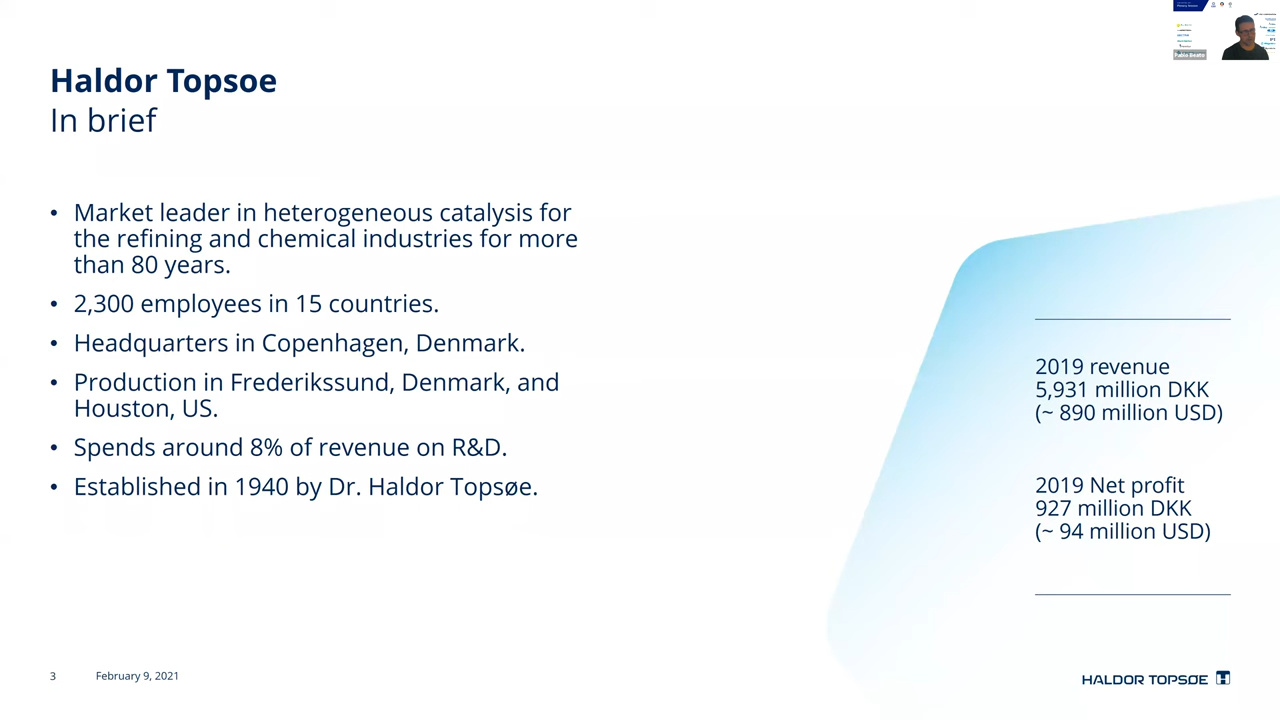 Haldor Topsoe
In brief
• Market leader in heterogeneous catalysis for
the refining and chemical industries for more
than 80 years.
• 2,300 employees in 15 countries.
• Headquarters in Copenhagen, Denmark.
• Production in Frederikssund, Denmark, and
Houston, US.
• Spends around 8% of revenue on R&D.
• Established in 1940 by Dr. Haldor Topsøe.
2019 revenue
5,931 million DKK
(~ 890 million USD)
2019 Net profit
927 million DKK
(~ 94 million USD)
3
February 9, 2021
HALDOR TOPSØE